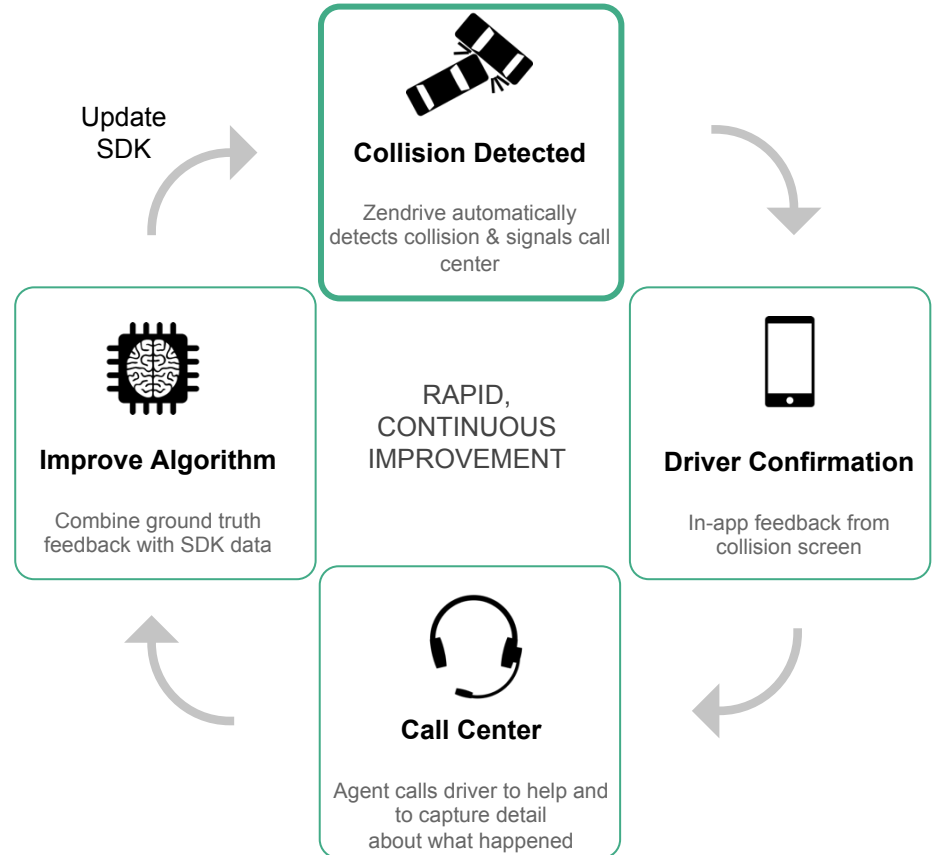 Update
SDK
Collision Detected
Zendrive automatically
detects collision & signals call
center
Improve Algorithm
Combine ground truth
feedback with SDK data
RAPID,
CONTINUOUS
IMPROVEMENT
Driver Confirmation
In-app feedback from
collision screen
Call Center
Agent calls driver to help and
to capture detail
about what happened